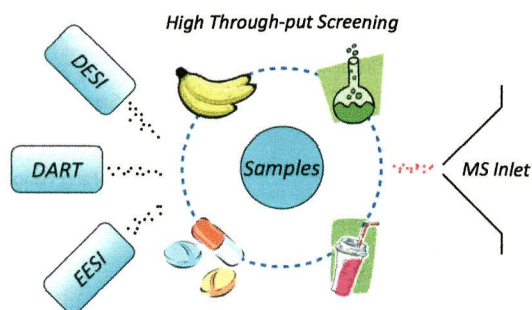 High Through-put Screening
DESI
DART
EESI
Samples
MS Inlet